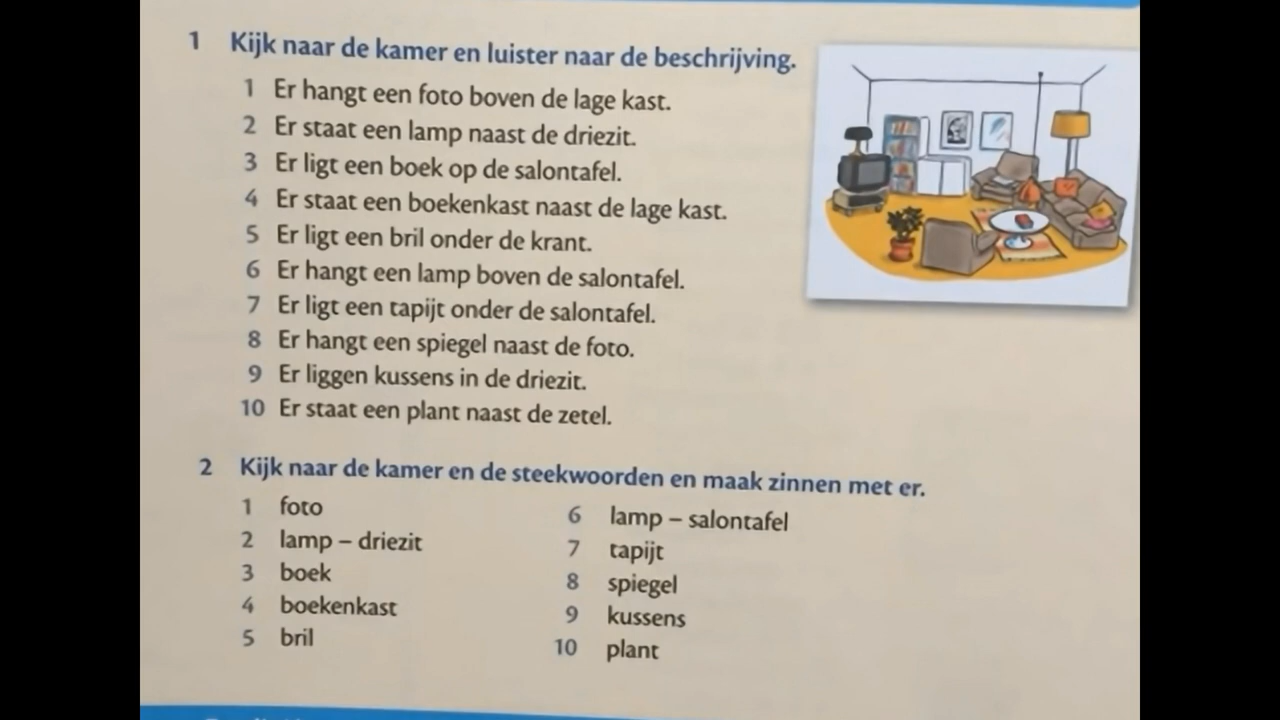 1 Kijk naar de kamer en luister naar de beschrijving.
1 Er hangt een foto boven de lage kast.
2 Er staat een lamp naast de driezit.
3 Er ligt een boek op de salontafel.
4 Er staat een boekenkast naast de lage kast.
5 Er ligt een bril onder de krant.
6 Er hangt een lamp boven de salontafel.
7 Er ligt een tapijt onder de salontafel.
8 Er hangt een spiegel naast de foto.
9 Er liggen kussens in de driezit.
10 Er staat een plant naast de zetel.
2 Kijk naar de kamer en de steekwoorden en maak zinnen met er.
1 foto
2 lamp – driezit
3 boek
4 boekenkast
5 bril
6 lamp – salontafel
7 tapijt
8 spiegel
9 kussens
10 plant